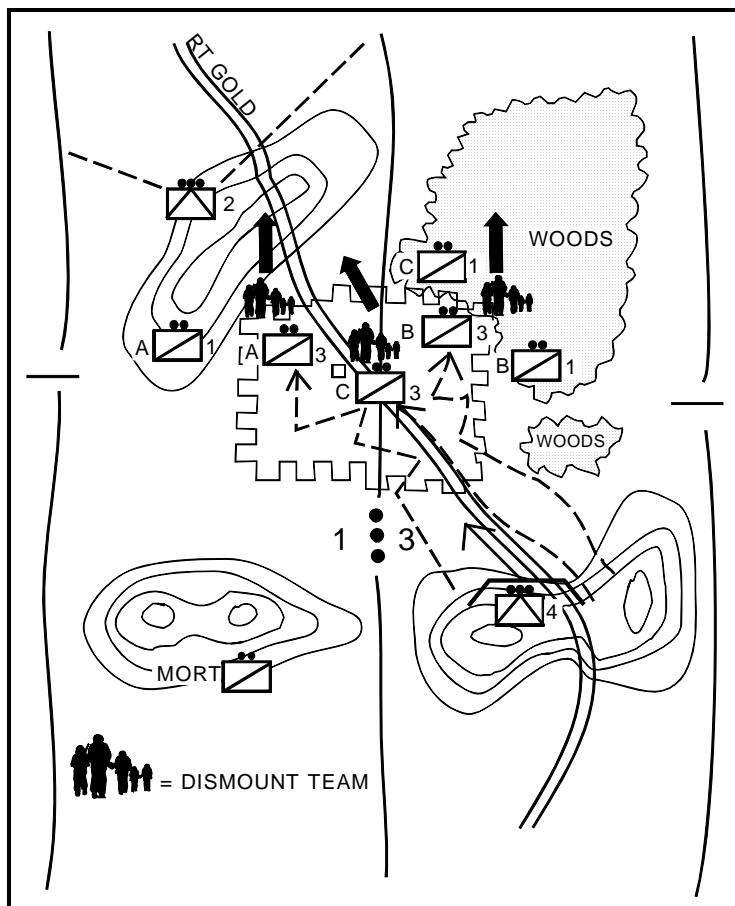 RT GOLD
2
WOODS
C 1
A 1
A 3
B 3
C 3
B 1
WOODS
1 3
4
MORT
= DISMOUNT TEAM